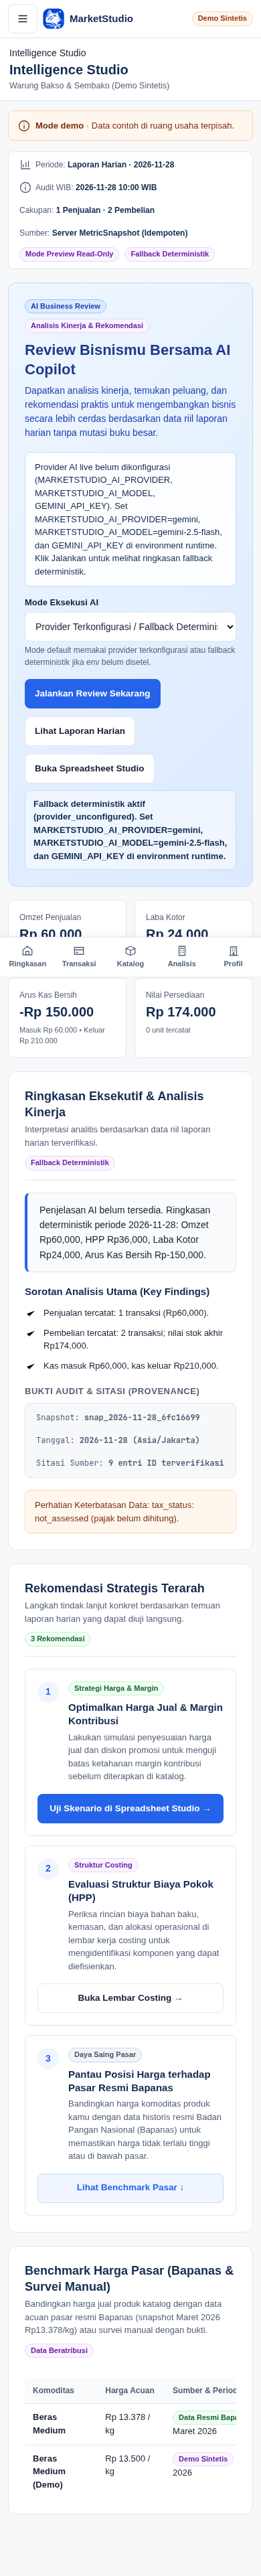 MarketStudio
Demo Sintetis
Intelligence Studio
Intelligence Studio
Warung Bakso & Sembako (Demo Sintetis)
Mode demo · Data contoh di ruang usaha terpisah.
Periode: Laporan Harian · 2026-11-28
Audit WIB: 2026-11-28 10:00 WIB
Cakupan: 1 Penjualan · 2 Pembelian
Sumber: Server MetricSnapshot (Idempoten)
Mode Preview Read-Only
Fallback Deterministik
AI Business Review
Analisis Kinerja & Rekomendasi
Review Bisnismu Bersama AI
Copilot
Dapatkan analisis kinerja, temukan peluang, dan
rekomendasi praktis untuk mengembangkan bisnis
secara lebih cerdas berdasarkan data riil laporan
harian tanpa mutasi buku besar.
Provider AI live belum dikonfigurasi
(MARKETSTUDIO_AI_PROVIDER,
MARKETSTUDIO_AI_MODEL,
GEMINI_API_KEY). Set
MARKETSTUDIO_AI_PROVIDER=gemini,
MARKETSTUDIO_AI_MODEL=gemini-2.5-flash,
dan GEMINI_API_KEY di environment runtime.
Klik Jalankan untuk melihat ringkasan fallback
deterministik.
Mode Eksekusi AI
Provider Terkonfigurasi / Fallback Determinis
Mode default memakai provider terkonfigurasi atau fallback
deterministik jika env belum disetel.
Jalankan Review Sekarang
Lihat Laporan Harian
Buka Spreadsheet Studio
Fallback deterministik aktif
(provider_unconfigured). Set
MARKETSTUDIO_AI_PROVIDER=gemini,
MARKETSTUDIO_AI_MODEL=gemini-2.5-flash,
dan GEMINI_API_KEY di environment runtime.
Omzet Penjualan
Rp 60.000
Laba Kotor
Rp 24.000
Ringkasan
Transaksi
Katalog
Analisis
Profil
Arus Kas Bersih
-Rp 150.000
Masuk Rp 60.000 • Keluar
Rp 210.000
Nilai Persediaan
Rp 174.000
0 unit tercatat
Ringkasan Eksekutif & Analisis
Kinerja
Interpretasi analitis berdasarkan data riil laporan
harian terverifikasi.
Fallback Deterministik
Penjelasan AI belum tersedia. Ringkasan
deterministik periode 2026-11-28: Omzet
Rp60,000, HPP Rp36,000, Laba Kotor
Rp24,000, Arus Kas Bersih Rp-150,000.
Sorotan Analisis Utama (Key Findings)
Penjualan tercatat: 1 transaksi (Rp60,000).
Pembelian tercatat: 2 transaksi; nilai stok akhir
Rp174,000.
Kas masuk Rp60,000, kas keluar Rp210,000.
BUKTI AUDIT & SITASI (PROVENANCE)
Snapshot: snap_2026-11-28_6fc16699
Tanggal: 2026-11-28 (Asia/Jakarta)
Sitasi Sumber: 9 entri ID terverifikasi
Perhatian Keterbatasan Data: tax_status:
not_assessed (pajak belum dihitung).
Rekomendasi Strategis Terarah
Langkah tindak lanjut konkret berdasarkan temuan
laporan harian yang dapat diuji langsung.
3 Rekomendasi
1
Strategi Harga & Margin
Optimalkan Harga Jual & Margin
Kontribusi
Lakukan simulasi penyesuaian harga
jual dan diskon promosi untuk menguji
batas ketahanan margin kontribusi
sebelum diterapkan di katalog.
Uji Skenario di Spreadsheet Studio →
2
Struktur Costing
Evaluasi Struktur Biaya Pokok
(HPP)
Periksa rincian biaya bahan baku,
kemasan, dan alokasi operasional di
lembar kerja costing untuk
mengidentifikasi komponen yang dapat
diefisienkan.
Buka Lembar Costing →
3
Daya Saing Pasar
Pantau Posisi Harga terhadap
Pasar Resmi Bapanas
Bandingkan harga komoditas produk
kamu dengan data historis resmi Badan
Pangan Nasional (Bapanas) untuk
memastikan harga tidak terlalu tinggi
atau di bawah pasar.
Lihat Benchmark Pasar ↓
Benchmark Harga Pasar (Bapanas &
Survei Manual)
Bandingkan harga jual produk katalog dengan data
acuan pasar resmi Bapanas (snapshot Maret 2026
Rp13.378/kg) atau survei manual dengan bukti.
Data Beratribusi
Komoditas
Harga Acuan
Sumber & Period
Beras
Medium
Rp 13.378 /
kg
Data Resmi Bapa
Maret 2026
Beras
Medium
(Demo)
Rp 13.500 /
kg
Demo Sintetis
2026